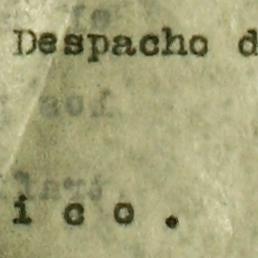 Despacho d
i c o .